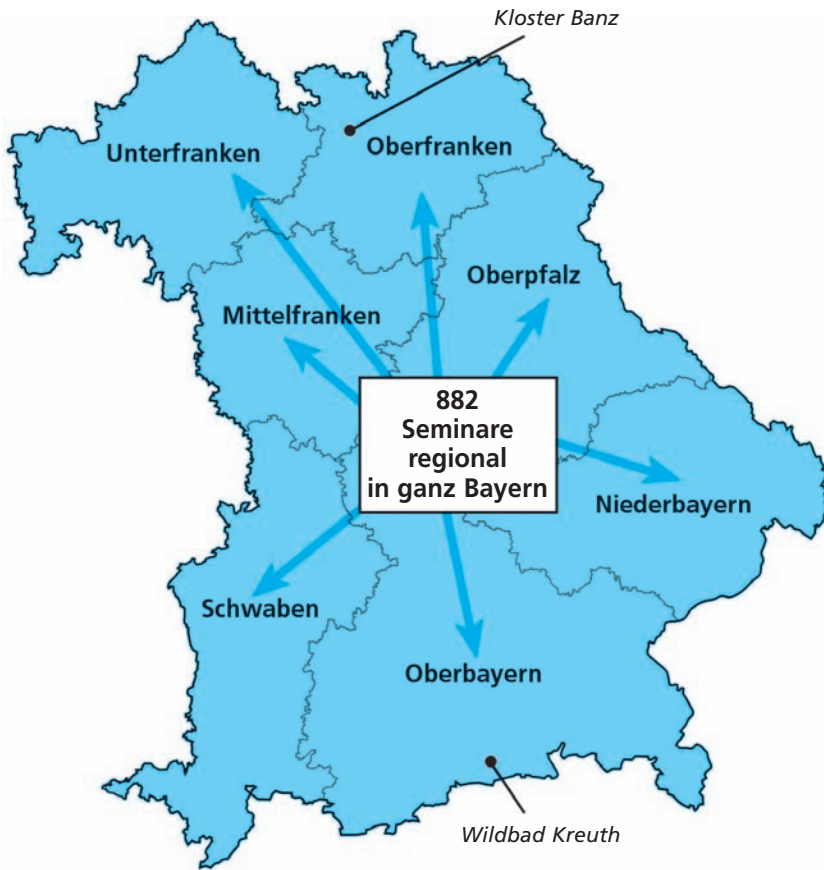 Kloster Banz
Unterfranken
Oberfranken
Oberpfalz
Mittelfranken
882
Seminare
regional
in ganz Bayern
Niederbayern
Schwaben
Oberbayern
Wildbad Kreuth